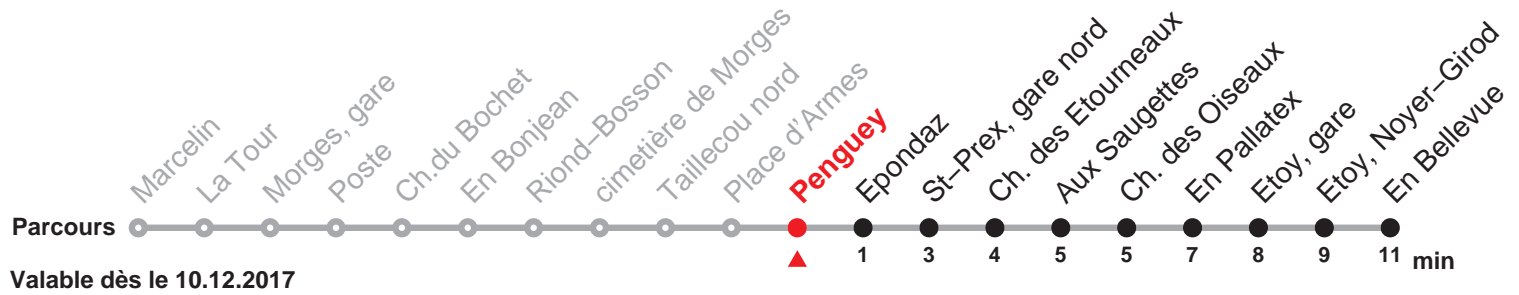 Marcelin
La Tour
Morges, gare
Poste
Ch.du Bochet
En Bonjean
Riond–Bosson
cimetière de Morges
Taillecou nord
Place d'Armes
Penguey
Epondaz
St–Prex, gare nord
Ch. des Etourneaux
Aux Saugettes
Ch. des Oiseaux
En Pallatex
Etoy, gare
Etoy, Noyer–Girod
En Bellevue
Parcours
1 3 4 5 5 7 8 9 11 min
Valable dès le 10.12.2017